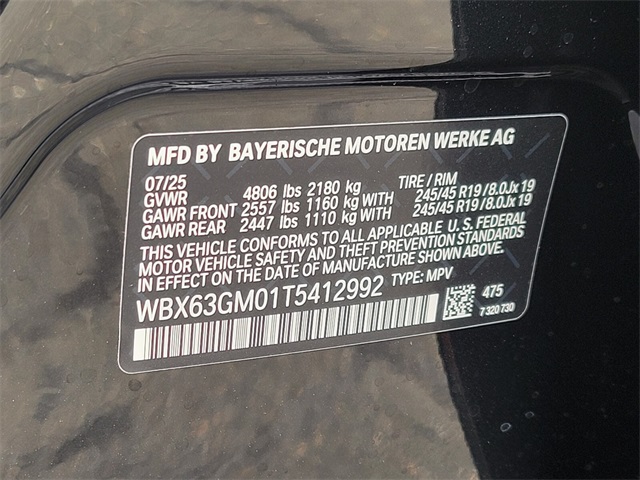 MFD BY BAYERISCHE MOTOREN WERKE AG
07/25
GVWR 4806 lbs 2180 kg TIRE / RIM
GAWR FRONT 2557 lbs 1160 kg WITH 245/45 R19 / 8.0Jx19
GAWR REAR 2447 lbs 1110 kg WITH 245/45 R19 / 8.0Jx19
THIS VEHICLE CONFORMS TO ALL APPLICABLE U.S. FEDERAL
MOTOR VEHICLE SAFETY AND THEFT PREVENTION STANDARDS
IN EFFECT ON THE DATE OF MANUFACTURE SHOWN ABOVE.
WBX63GM01T5412992 TYPE: MPV
475
7 320 730